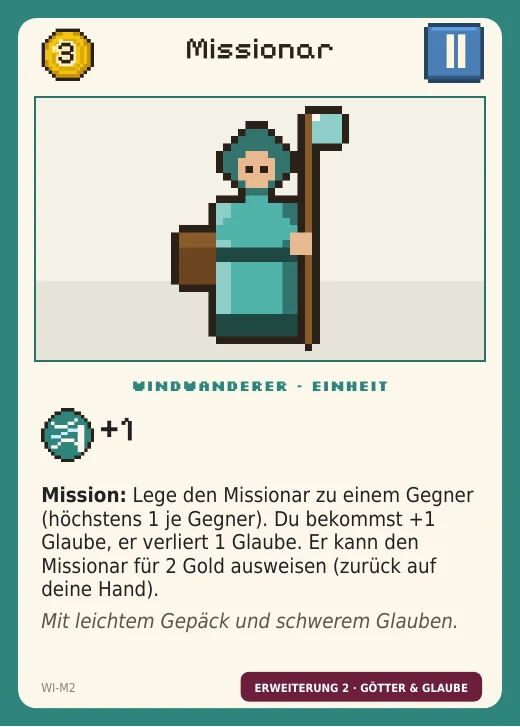 3
Missionar
II
WINDWANDERER - EINHEIT
+1
Mission: Lege den Missionar zu einem Gegner
(höchstens 1 je Gegner). Du bekommst +1
Glaube, er verliert 1 Glaube. Er kann den
Missionar für 2 Gold ausweisen (zurück auf
deine Hand).
Mit leichtem Gepäck und schwerem Glauben.
WI-M2
ERWEITERUNG 2 · GÖTTER & GLAUBE